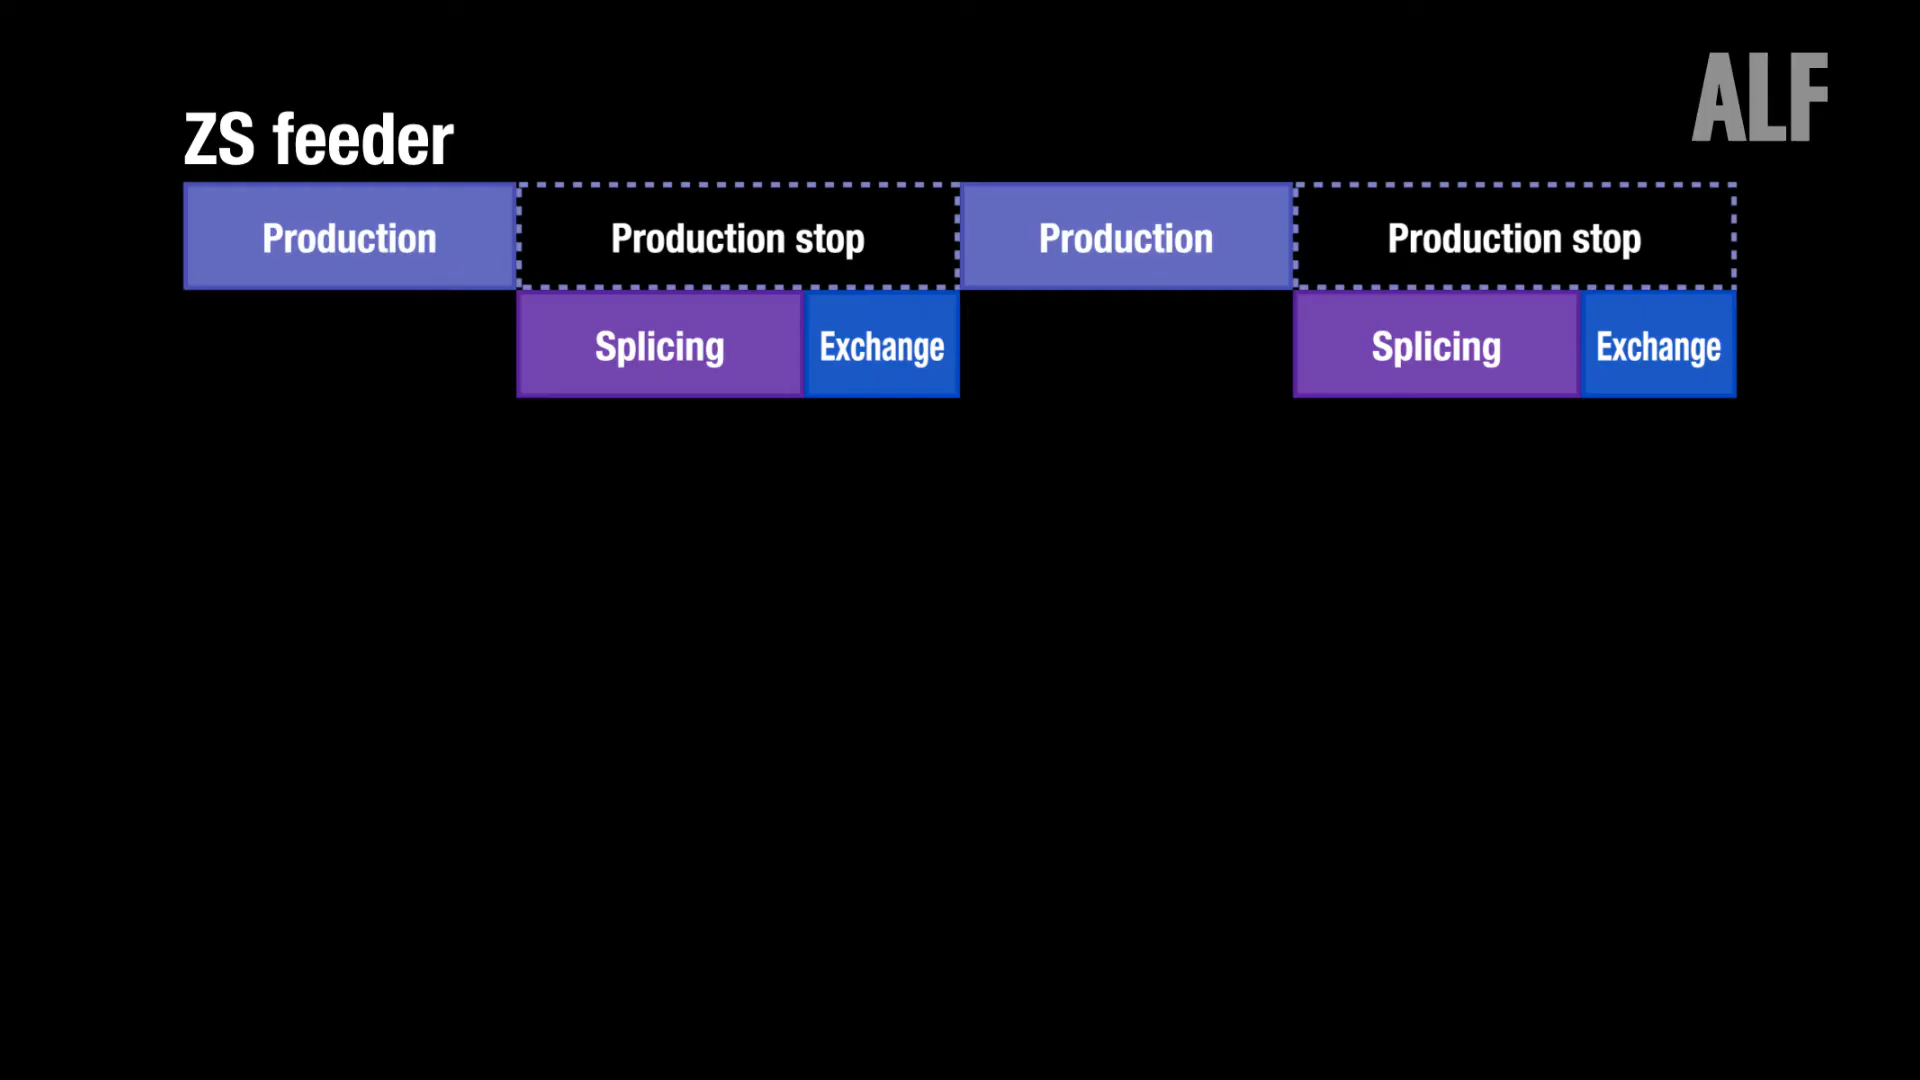 ALF
ZS feeder
Production Production stop Production Production stop
Splicing Exchange Splicing Exchange